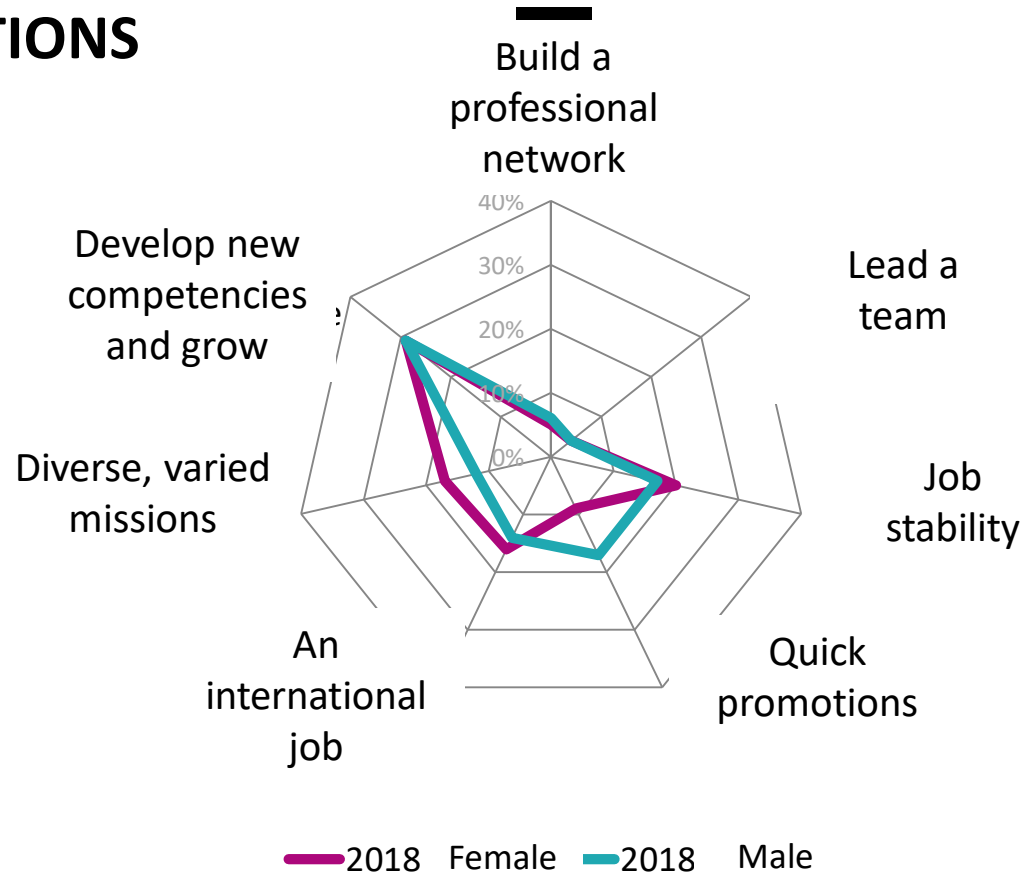 TIONS
Build a
professional
network
40%
30%
20%
10%
0%
Develop new
competencies
and grow
e
Lead a
team
Diverse, varied
missions
Job
stability
An
international
job
Quick
promotions
2018 Female 2018 Male